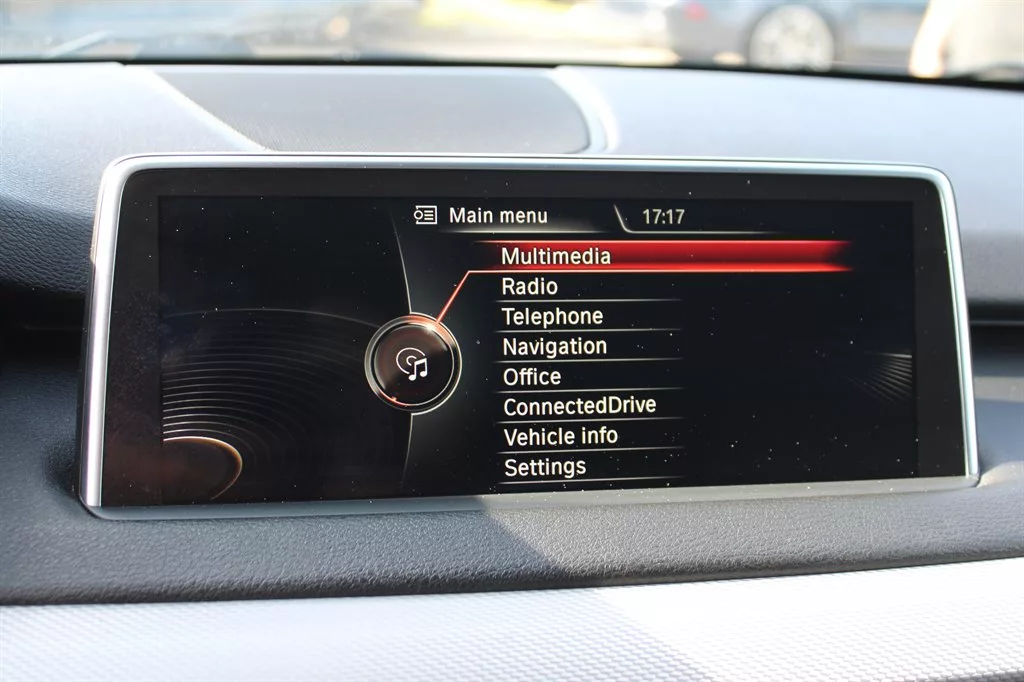 Main menu 17:17
Multimedia
Radio
Telephone
Navigation
Office
ConnectedDrive
Vehicle info
Settings